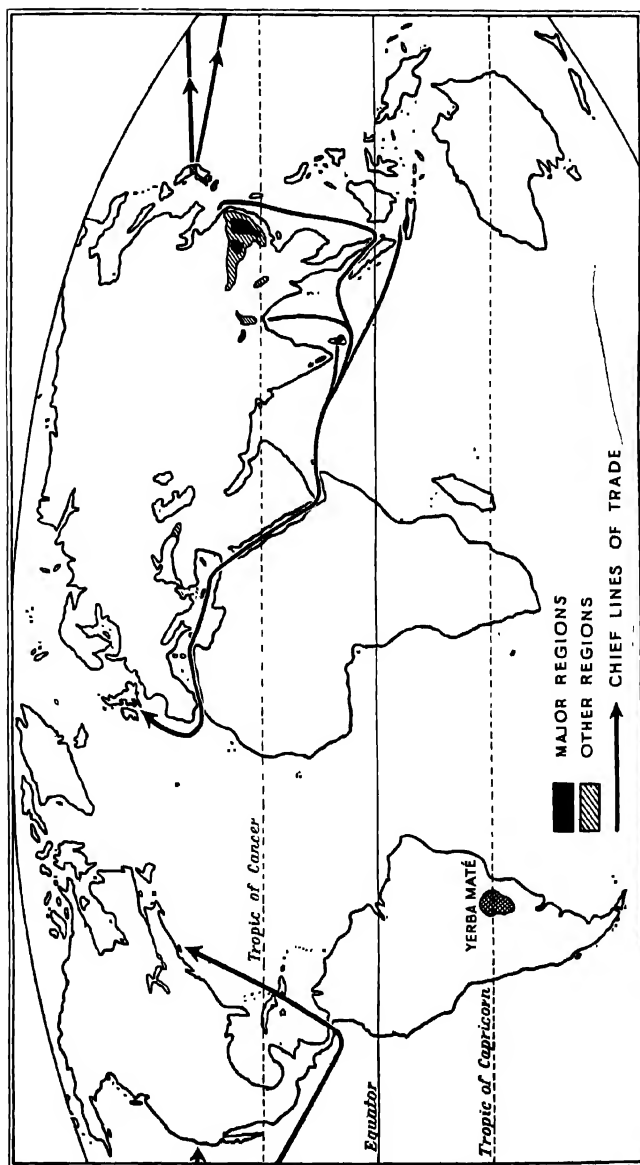 Tropic of Cancer
Equator
YERBA MATÉ
Tropic of Capricorn
MAJOR REGIONS
OTHER REGIONS
CHIEF LINES OF TRADE